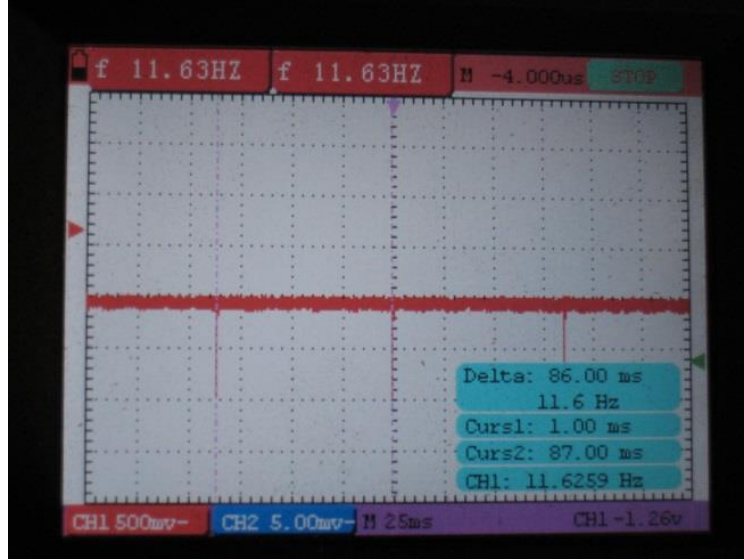 f 11.63HZ f 11.63HZ M -4.000us STOP
Delta: 86.00 ms
11.6 Hz
Curs1: 1.00 ms
Curs2: 87.00 ms
CH1: 11.6259 Hz
CH1 500mv- CH2 5.00mv- M 25ms CH1-1.26v